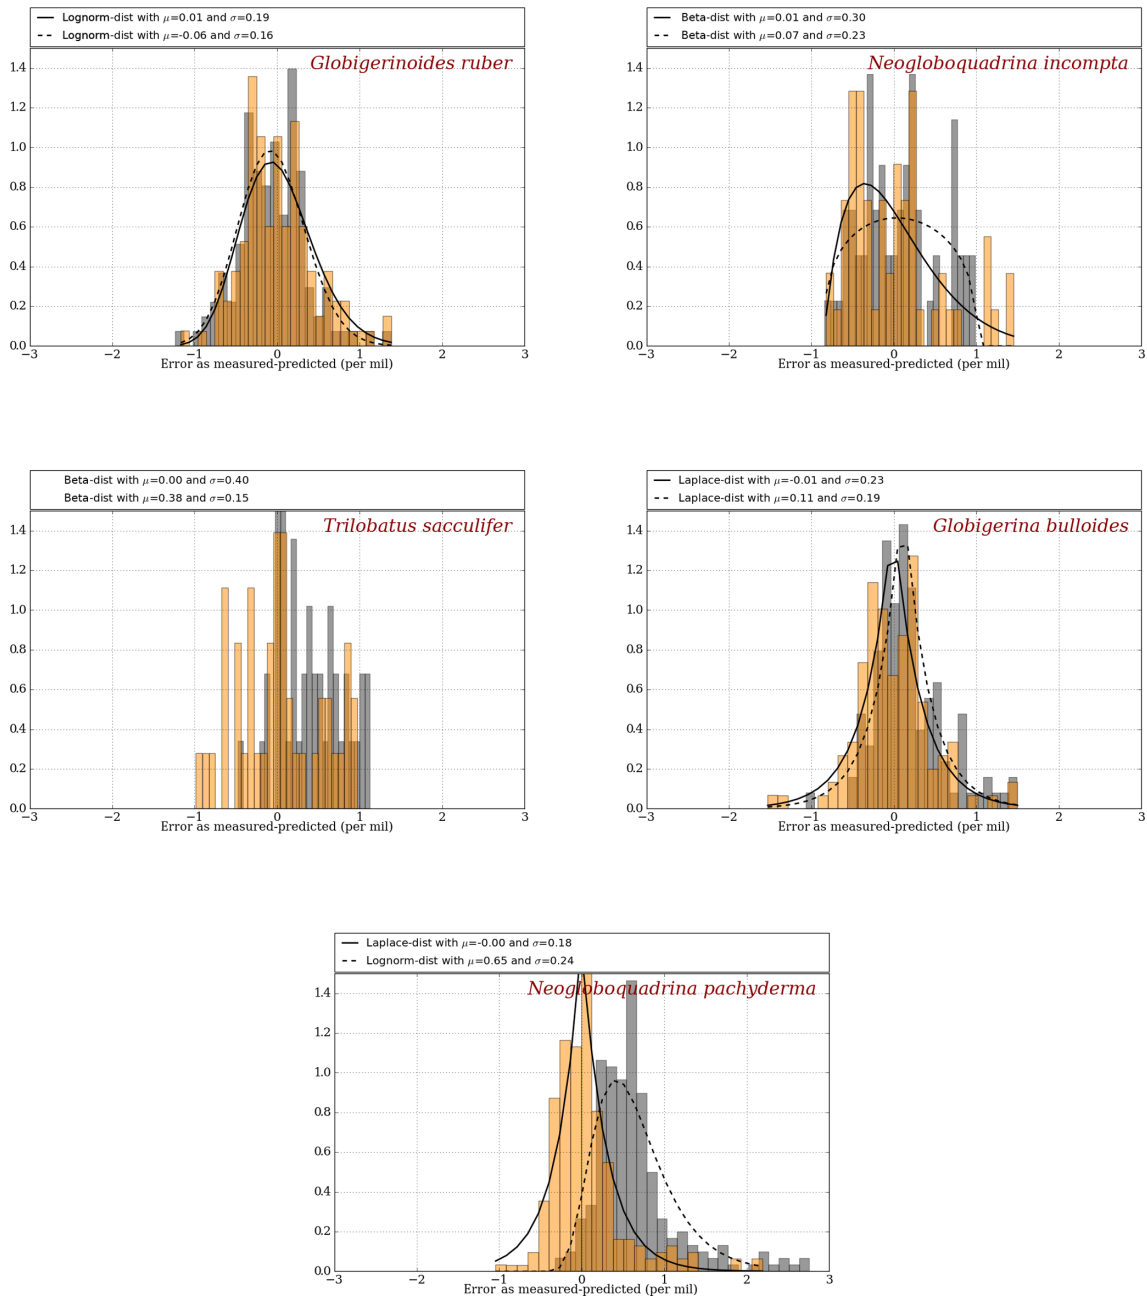 Lognorm-dist with μ=0.01 and σ=0.19
Lognorm-dist with μ=-0.06 and σ=0.16
Globigerinoides ruber
1.4
1.2
1.0
0.8
0.6
0.4
0.2
0.0
−3 −2 −1 0 1 2 3
Error as measured-predicted (per mil)
Beta-dist with μ=0.01 and σ=0.30
Beta-dist with μ=0.07 and σ=0.23
Neogloboquadrina incompta
1.4
1.2
1.0
0.8
0.6
0.4
0.2
0.0
−3 −2 −1 0 1 2 3
Error as measured-predicted (per mil)
Beta-dist with μ=0.00 and σ=0.40
Beta-dist with μ=0.38 and σ=0.15
Trilobatus sacculifer
1.4
1.2
1.0
0.8
0.6
0.4
0.2
0.0
−3 −2 −1 0 1 2 3
Error as measured-predicted (per mil)
Laplace-dist with μ=-0.01 and σ=0.23
Laplace-dist with μ=0.11 and σ=0.19
Globigerina bulloides
1.4
1.2
1.0
0.8
0.6
0.4
0.2
0.0
−3 −2 −1 0 1 2 3
Error as measured-predicted (per mil)
Laplace-dist with μ=-0.00 and σ=0.18
Lognorm-dist with μ=0.65 and σ=0.24
Neogloboquadrina pachyderma
1.4
1.2
1.0
0.8
0.6
0.4
0.2
0.0
−3 −2 −1 0 1 2 3
Error as measured-predicted (per mil)